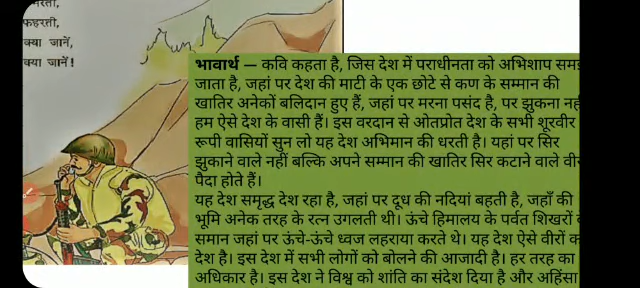 फहरती,
क्या जानें,
क्या जानें!
भावार्थ — कवि कहता है, जिस देश में पराधीनता को अभिशाप
जाता है, जहां पर देश की माटी के एक छोटे से कण के सम्मान की
खातिर अनेकों बलिदान हुए हैं, जहां पर मरना पसंद है, पर झुकना
हम ऐसे देश के वासी हैं। इस वरदान से ओतप्रोत देश के सभी शूरवीर
रूपी वासियों सुन लो यह देश अभिमान की धरती है। यहां पर सिर
झुकाने वाले नहीं बल्कि अपने सम्मान की खातिर सिर कटाने वाले
पैदा होते हैं।
यह देश समृद्ध देश रहा है, जहां पर दूध की नदियां बहती है, जहाँ की
भूमि अनेक तरह के रत्न उगलती थी। ऊंचे हिमालय के पर्वत शिखरों
समान जहां पर ऊंचे-ऊंचे ध्वज लहराया करते थे। यह देश ऐसे वीरों
देश है। इस देश में सभी लोगों को बोलने की आजादी है। हर तरह का
अधिकार है। इस देश ने विश्व को शांति का संदेश दिया है और अहिंसा